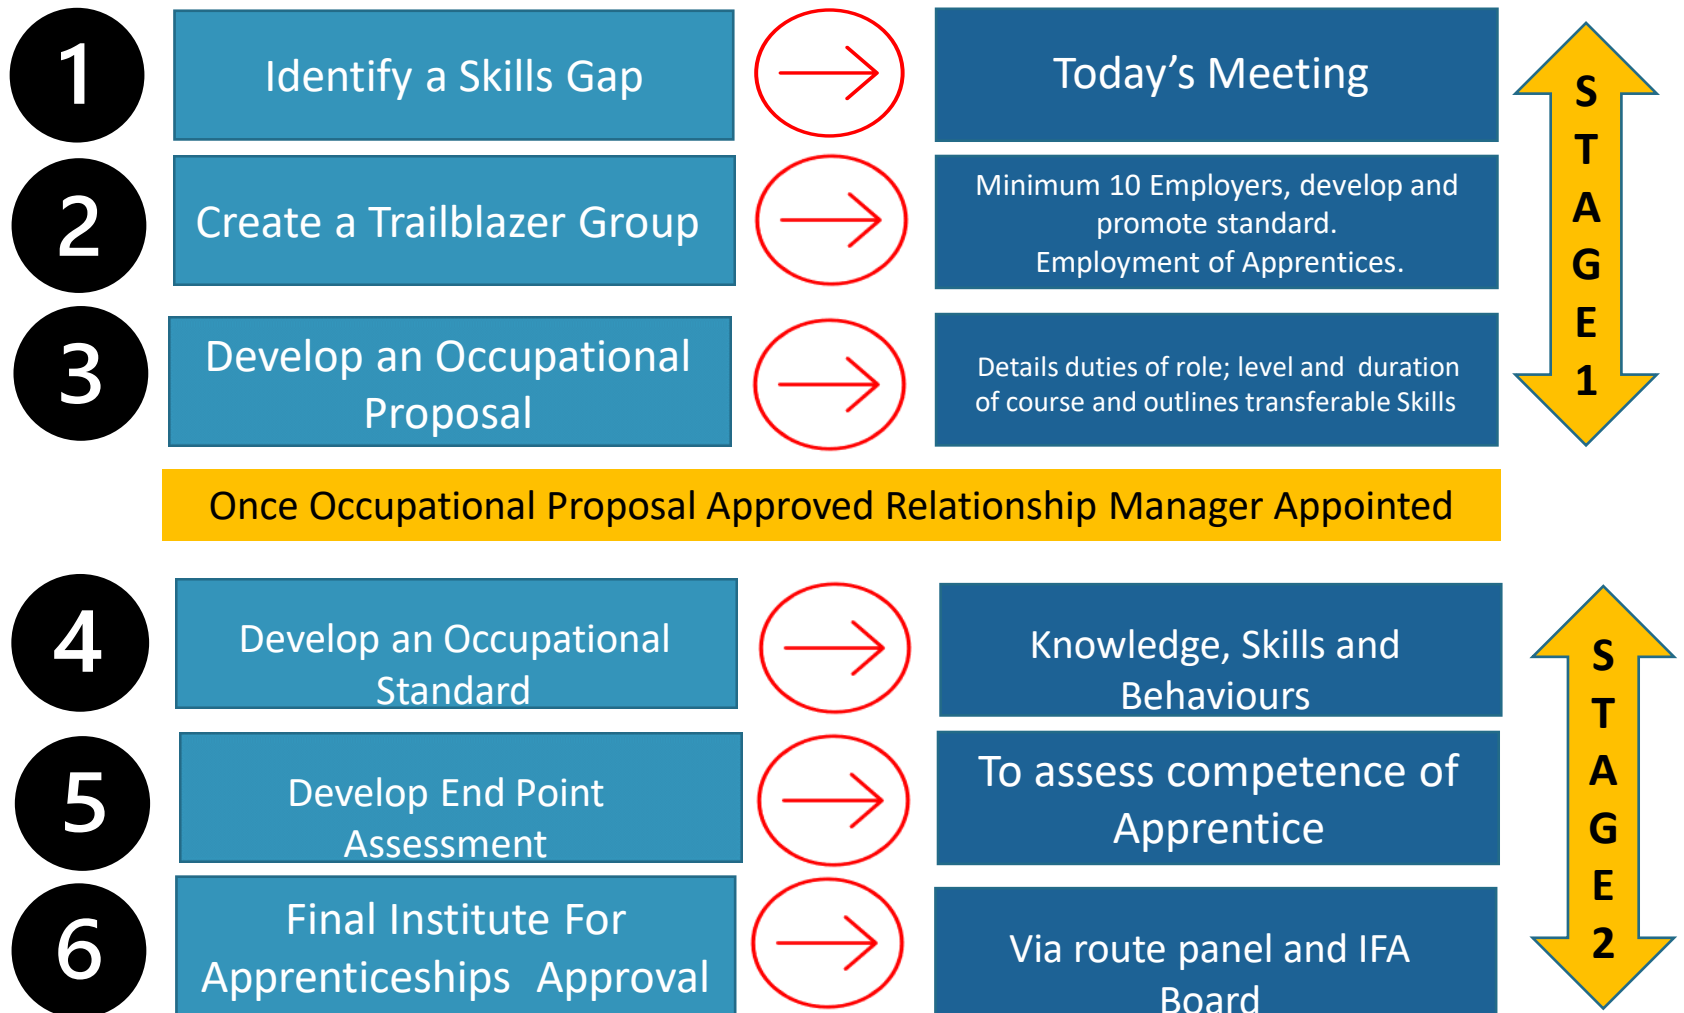 1
Identify a Skills Gap
Today’s Meeting
2
Create a Trailblazer Group
Minimum 10 Employers, develop and
promote standard.
Employment of Apprentices.
3
Develop an Occupational
Proposal
Details duties of role; level and duration
of course and outlines transferable Skills
STAGE1
Once Occupational Proposal Approved Relationship Manager Appointed
4
Develop an Occupational
Standard
Knowledge, Skills and
Behaviours
5
Develop End Point
Assessment
To assess competence of
Apprentice
6
Final Institute For
Apprenticeships Approval
Via route panel and IFA
Board
STAGE2